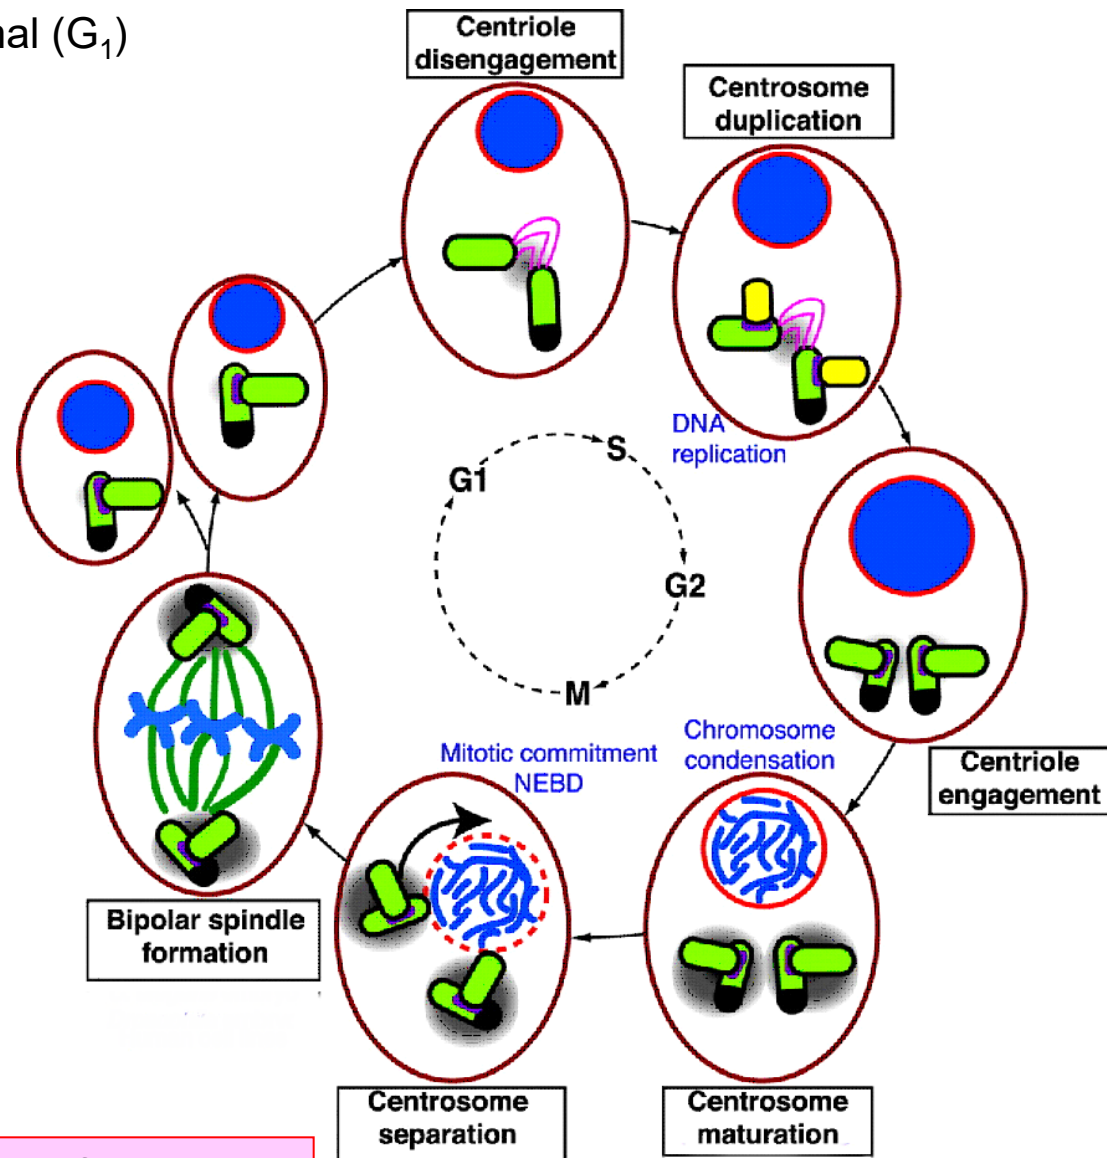 nal (G₁)
Centriole
disengagement
Centrosome
duplication
DNA
replication
S
G1
G2
M
Centriole
engagement
Chromosome
condensation
Mitotic commitment
NEBD
Bipolar spindle
formation
Centrosome
separation
Centrosome
maturation